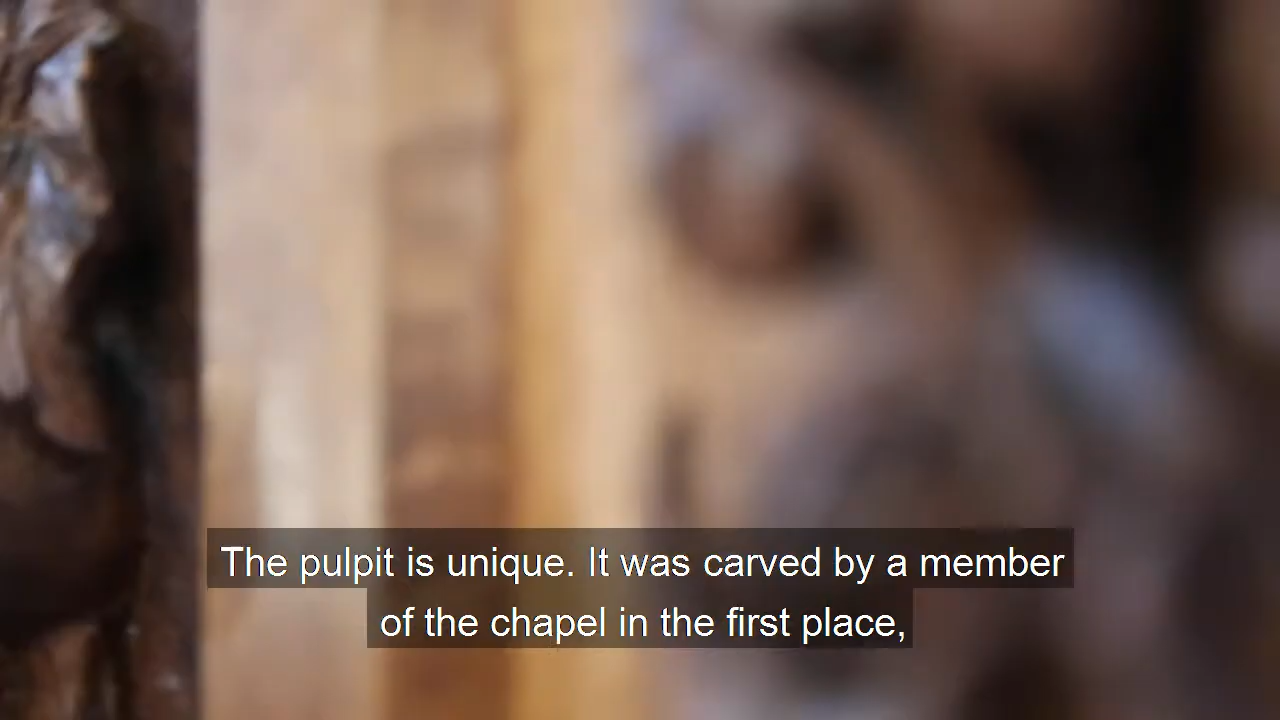 The pulpit is unique. It was carved by a member
of the chapel in the first place,